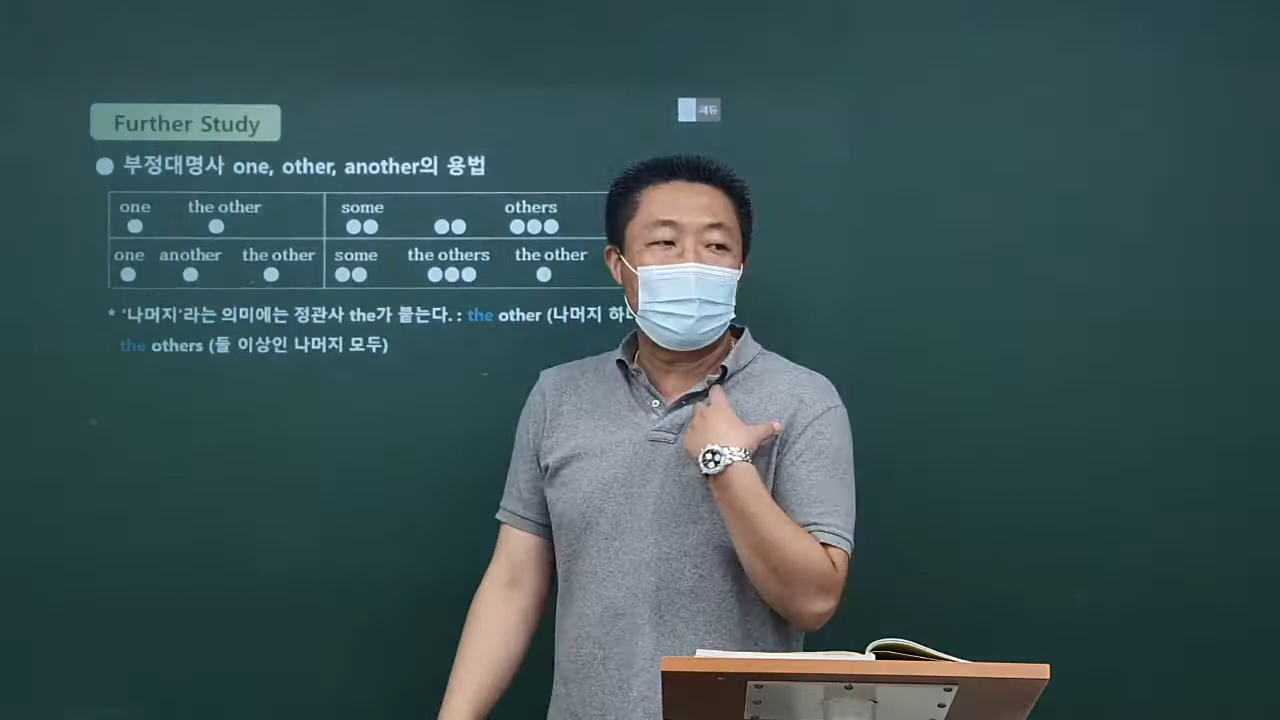 Further Study
부정대명사 one, other, another의 용법
one the other some others
one another the other some the others the other
* '나머지'라는 의미에는 정관사 the가 붙는다. : the other (나머지
the others (둘 이상인 나머지 모두)